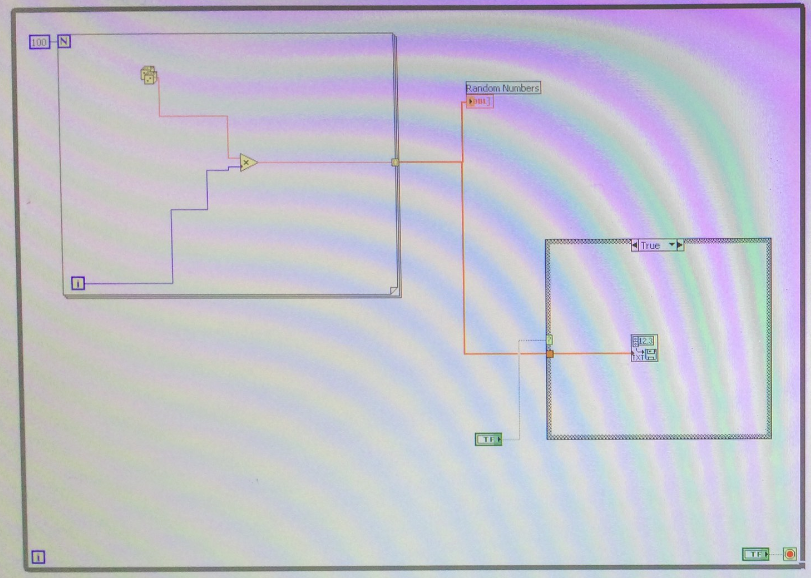 100 N
Random Numbers
DBL
True
i
?
TF
i
TF